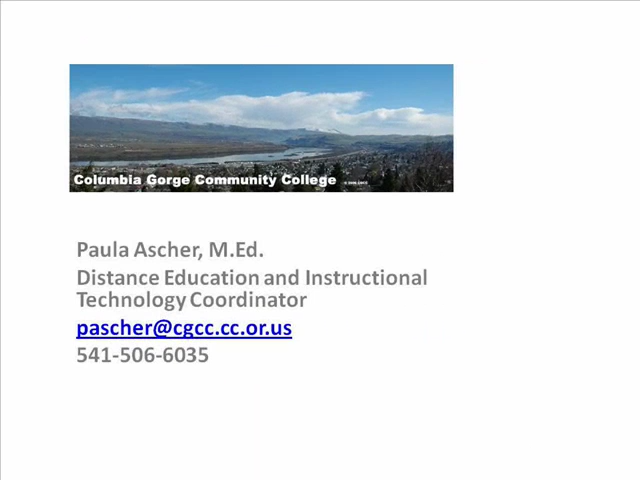 Columbia Gorge Community College
Paula Ascher, M.Ed.
Distance Education and Instructional
Technology Coordinator
pascher@cgcc.cc.or.us
541-506-6035